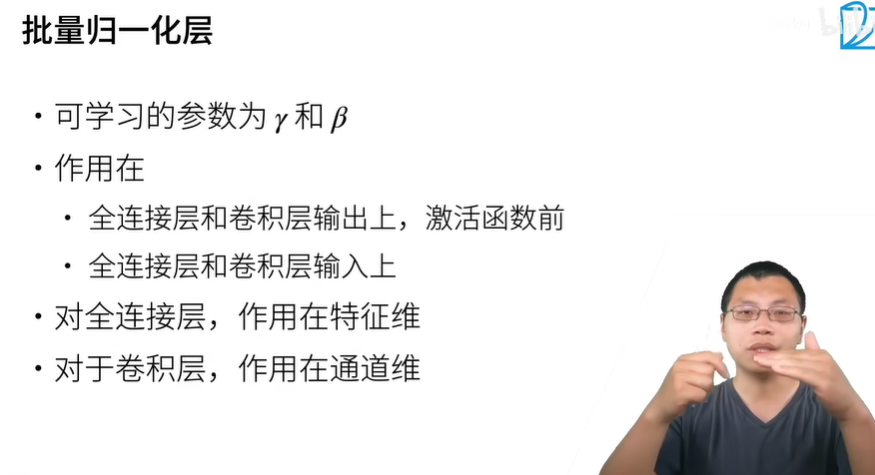 批量归一化层
• 可学习的参数为 γ 和 β
• 作用在
• 全连接层和卷积层输出上，激活函数前
• 全连接层和卷积层输入上
• 对全连接层，作用在特征维
• 对于卷积层，作用在通道维